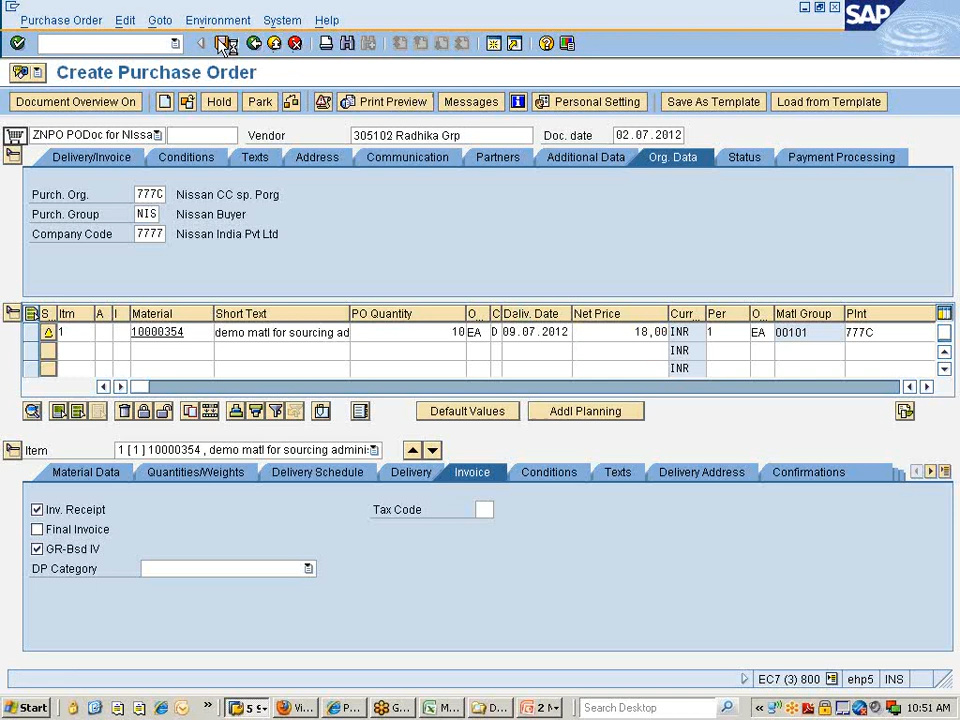 Purchase Order Edit Goto Environment System Help
SAP
Create Purchase Order
Document Overview On Hold Park Print Preview Messages Personal Setting Save As Template Load from Template
ZNPO PODoc for NIssa Vendor 305102 Radhika Grp Doc. date 02.07.2012
Delivery/Invoice Conditions Texts Address Communication Partners Additional Data Org. Data Status Payment Processing
Purch. Org. 777C Nissan CC sp. Porg
Purch. Group NIS Nissan Buyer
Company Code 7777 Nissan India Pvt Ltd
S.. Itm A I Material Short Text PO Quantity O... C Deliv. Date Net Price Curr... Per O... Matl Group Plnt
1 10000354 demo matl for sourcing ad 10 EA D 09.07.2012 18,00 INR 1 EA 00101 777C
INR
INR
Default Values Addl Planning
Item 1 [ 1 ] 10000354 , demo matl for sourcing adminis
Material Data Quantities/Weights Delivery Schedule Delivery Invoice Conditions Texts Delivery Address Confirmations
Inv. Receipt Tax Code
Final Invoice
GR-Bsd IV
DP Category
EC7 (3) 800 ehp5 INS
Start » 5 S Vi... P... G... M... D... 2 N Search Desktop « 10:51 AM